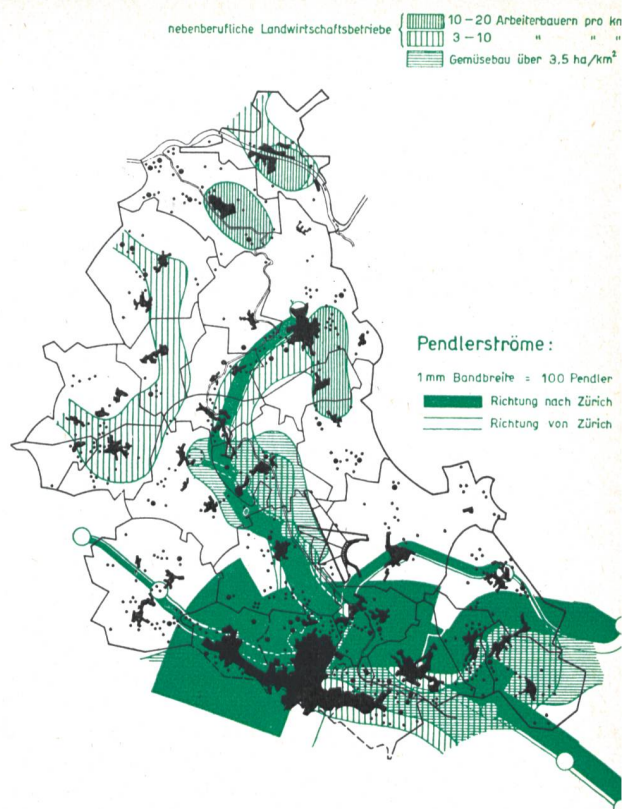 nebenberufliche Landwirtschaftsbetriebe { 10–20 Arbeiterbauern pro km
3–10 " " "
Gemüsebau über 3,5 ha/km²
Pendlerströme:
1 mm Bandbreite = 100 Pendler
Richtung nach Zürich
Richtung von Zürich